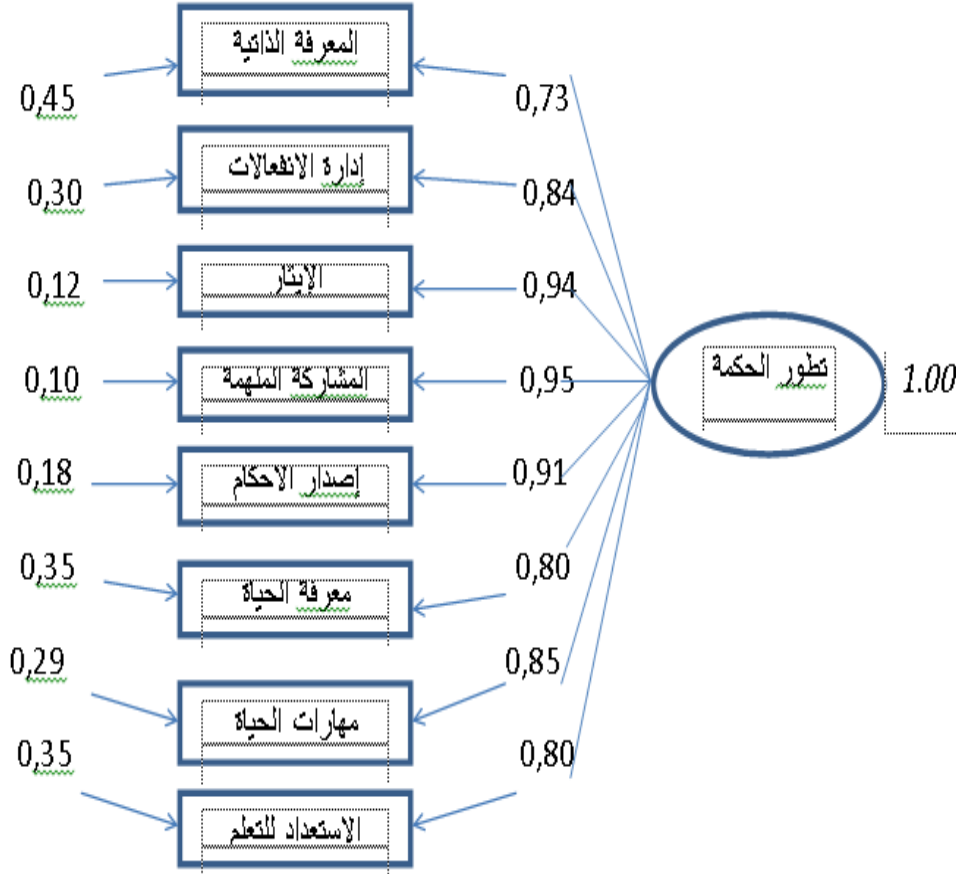 المعرفة الذاتية
0,45
0,73
إدارة الانفعالات
0,30
0,84
الإيثار
0,12
0,94
المشاركة الملهمة
0,10
0,95
تطور الحكمة
1.00
إصدار الاحكام
0,18
0,91
معرفة الحياة
0,35
0,80
مهارات الحياة
0,29
0,85
الاستعداد للتعلم
0,35
0,80